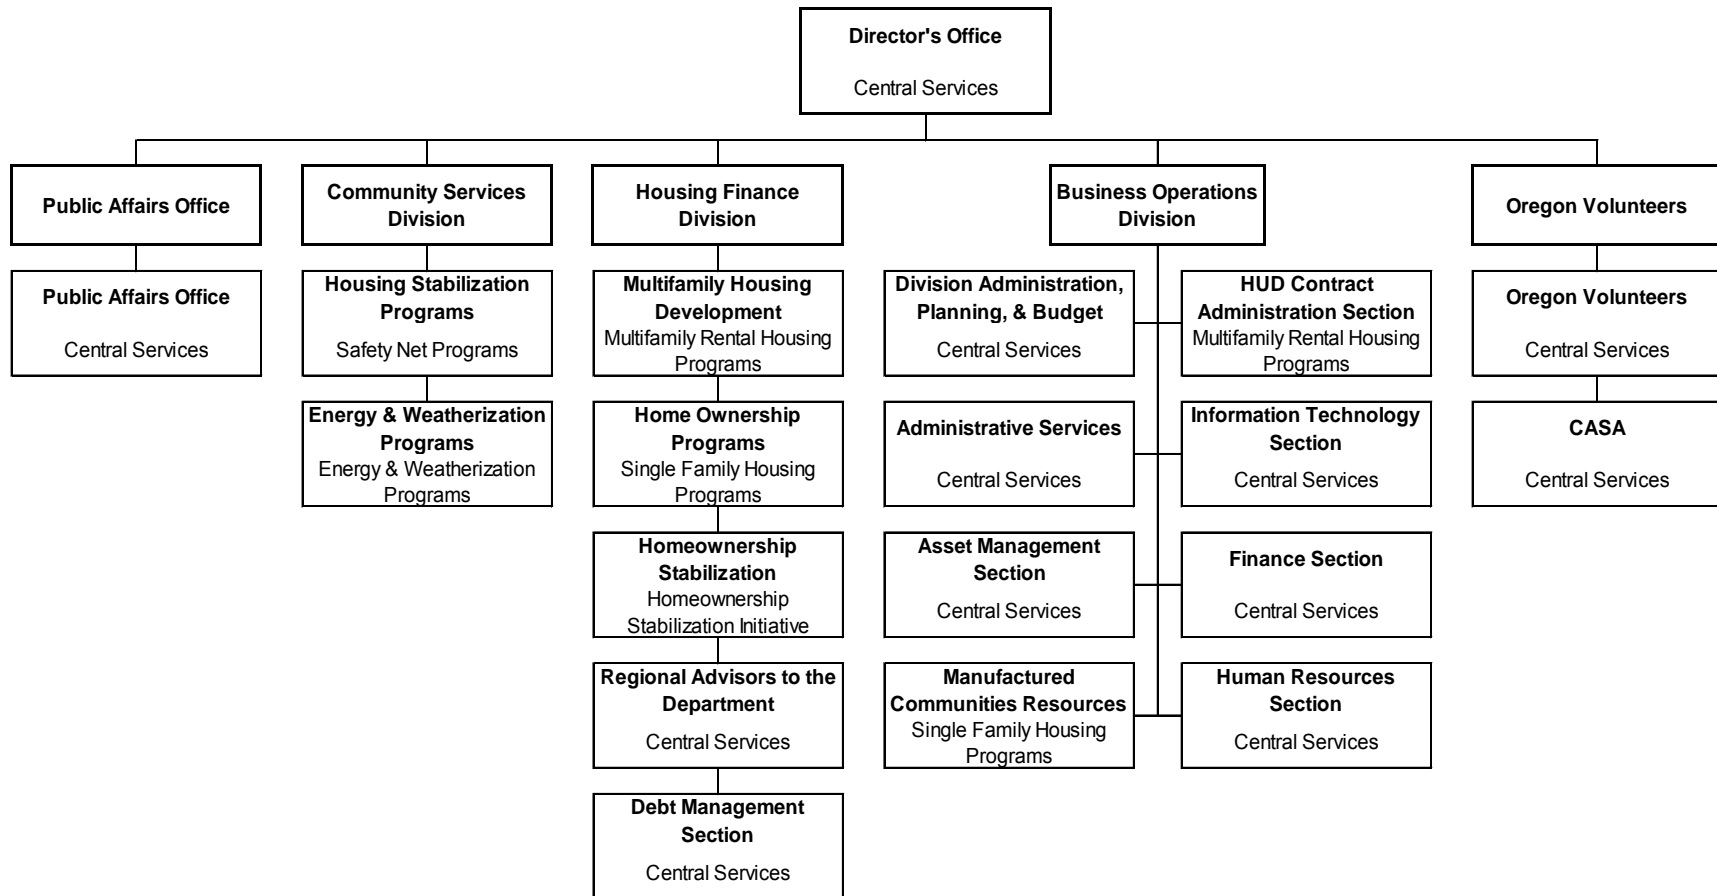 Director's Office
Central Services
Public Affairs Office
Community Services
Division
Housing Finance
Division
Business Operations
Division
Oregon Volunteers
Public Affairs Office
Central Services
Housing Stabilization
Programs
Safety Net Programs
Multifamily Housing
Development
Multifamily Rental Housing
Programs
Division Administration,
Planning, & Budget
Central Services
HUD Contract
Administration Section
Multifamily Rental Housing
Programs
Oregon Volunteers
Central Services
Energy & Weatherization
Programs
Energy & Weatherization
Programs
Home Ownership
Programs
Single Family Housing
Programs
Administrative Services
Central Services
Information Technology
Section
Central Services
CASA
Central Services
Homeownership
Stabilization
Homeownership
Stabilization Initiative
Asset Management
Section
Central Services
Finance Section
Central Services
Regional Advisors to the
Department
Central Services
Manufactured
Communities Resources
Single Family Housing
Programs
Human Resources
Section
Central Services
Debt Management
Section
Central Services